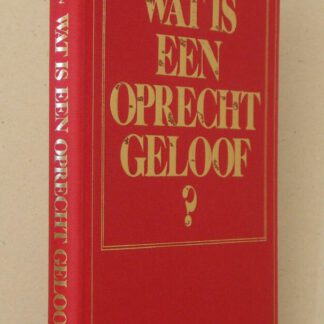 WAT IS
EEN
OPRECHT
GELOOF
?
WAT IS EEN OPRECHT GELOOF